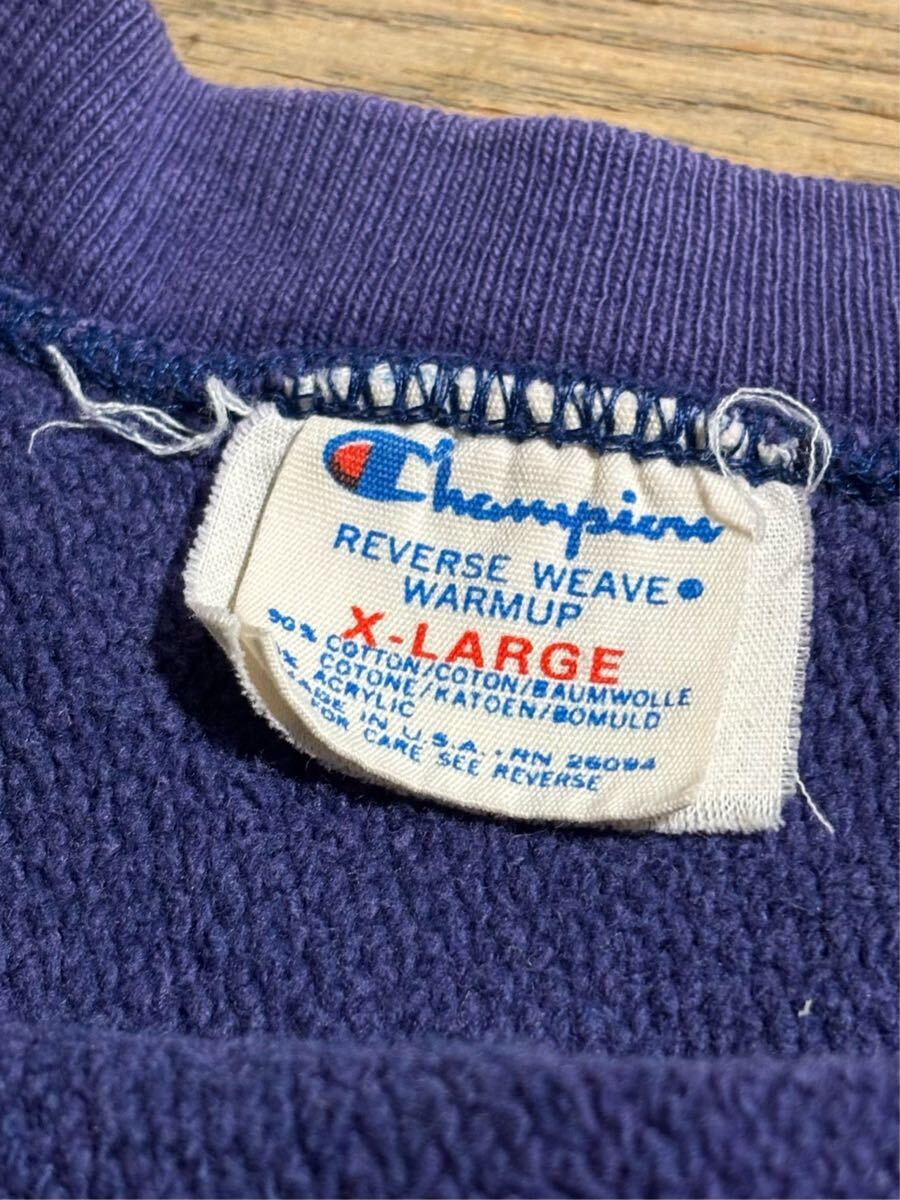 Champion
REVERSE WEAVE
WARMUP
X-LARGE
90% COTTON/COTON/BAUMWOLLE
COTONE/KATOEN/BOMULD
% ACRYLIC
MADE IN U.S.A. · RN 26094
FOR CARE SEE REVERSE